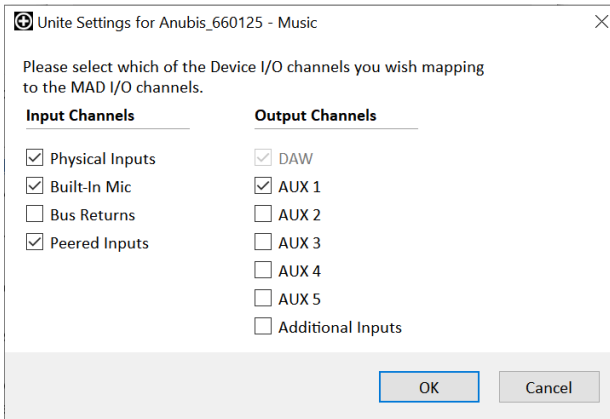 Unite Settings for Anubis_660125 - Music
Please select which of the Device I/O channels you wish mapping
to the MAD I/O channels.
Input Channels
Physical Inputs
Built-In Mic
Bus Returns
Peered Inputs
Output Channels
DAW
AUX 1
AUX 2
AUX 3
AUX 4
AUX 5
Additional Inputs
OK
Cancel